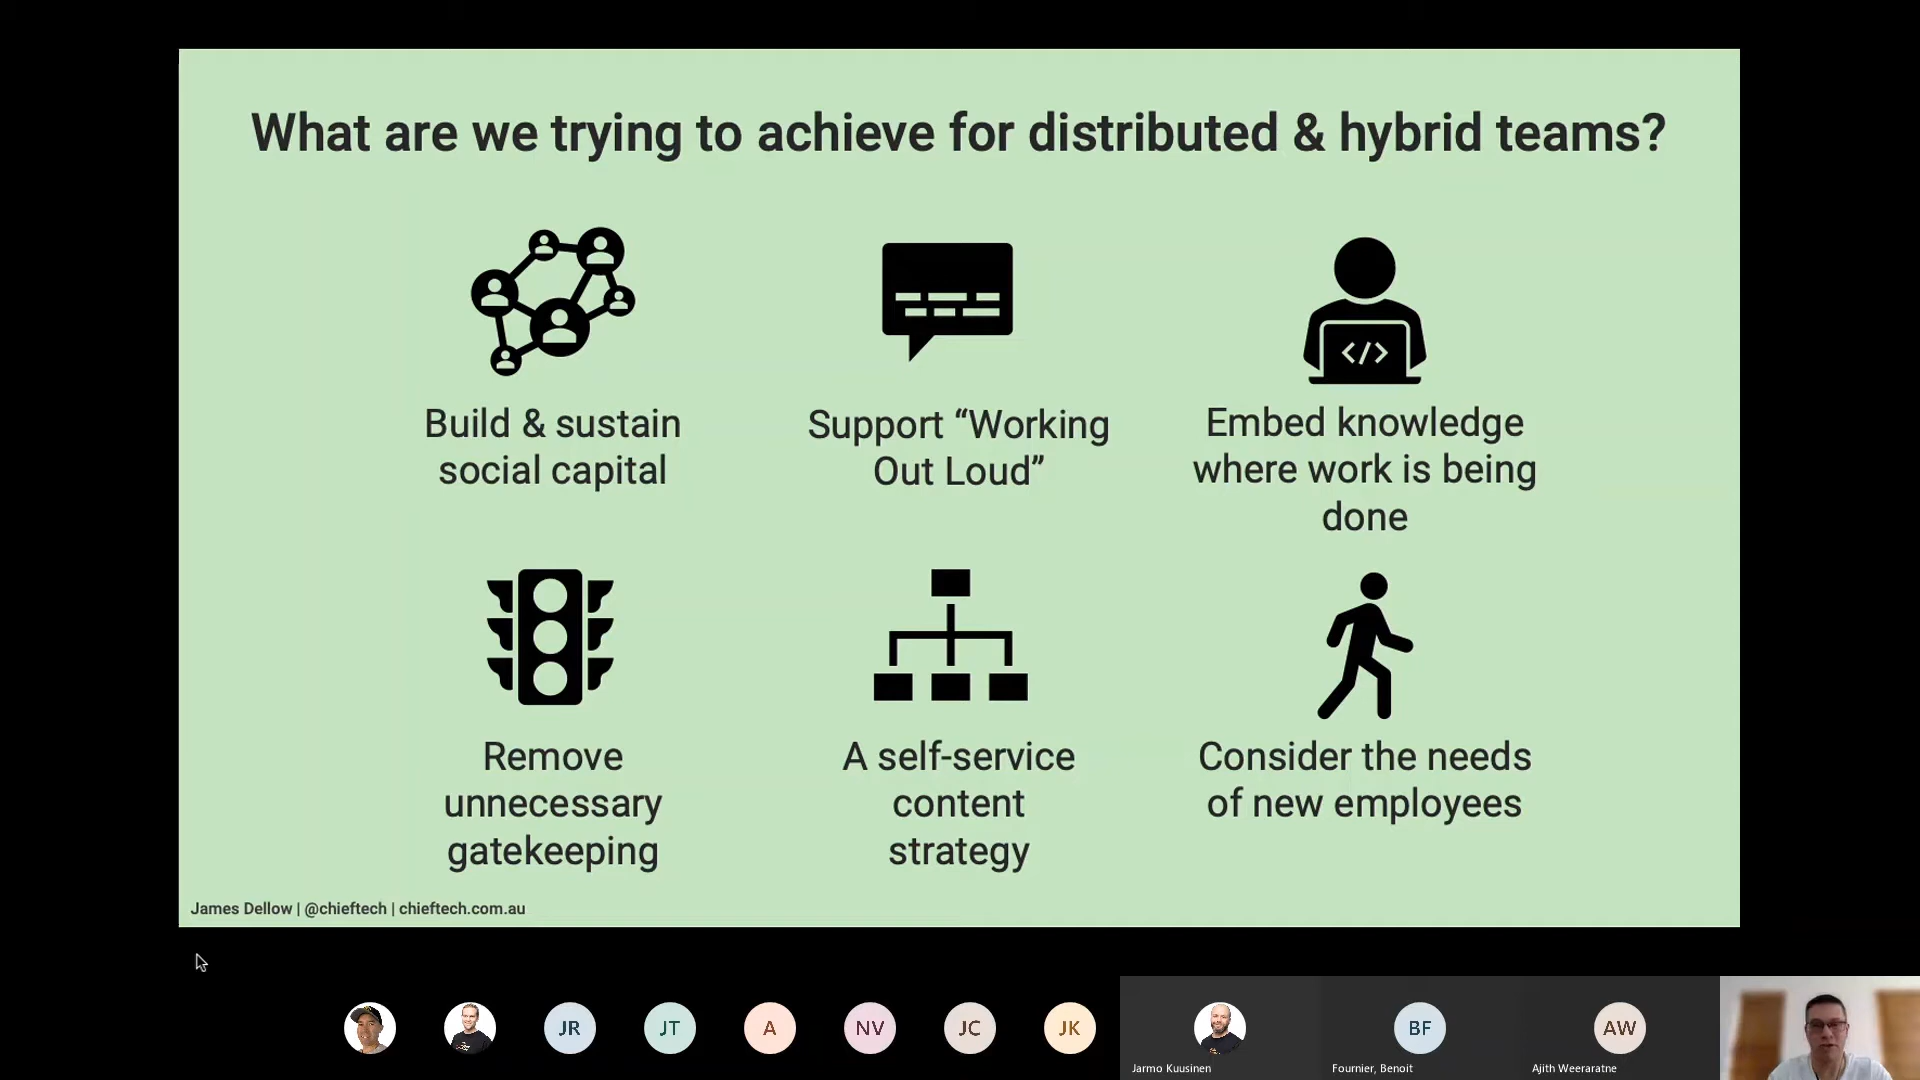 What are we trying to achieve for distributed & hybrid teams?
</>
Build & sustain
social capital
Support “Working
Out Loud”
Embed knowledge
where work is being
done
Remove
unnecessary
gatekeeping
A self-service
content
strategy
Consider the needs
of new employees
James Dellow | @chieftech | chieftech.com.au
JR
JT
A
NV
JC
JK
BF
AW
Jarmo Kuusinen
Fournier, Benoit
Ajith Weeraratne